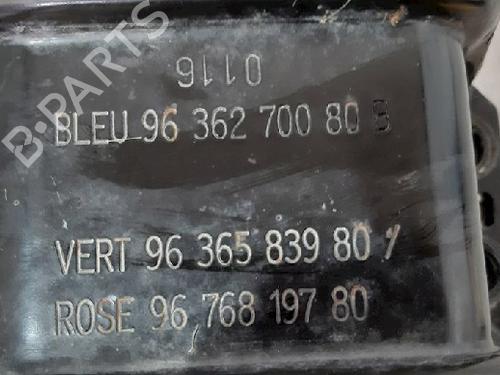 0116
BLEU 96 362 700 80 B
VERT 96 365 839 80 /
ROSE 96 768 197 80
B-PARTS